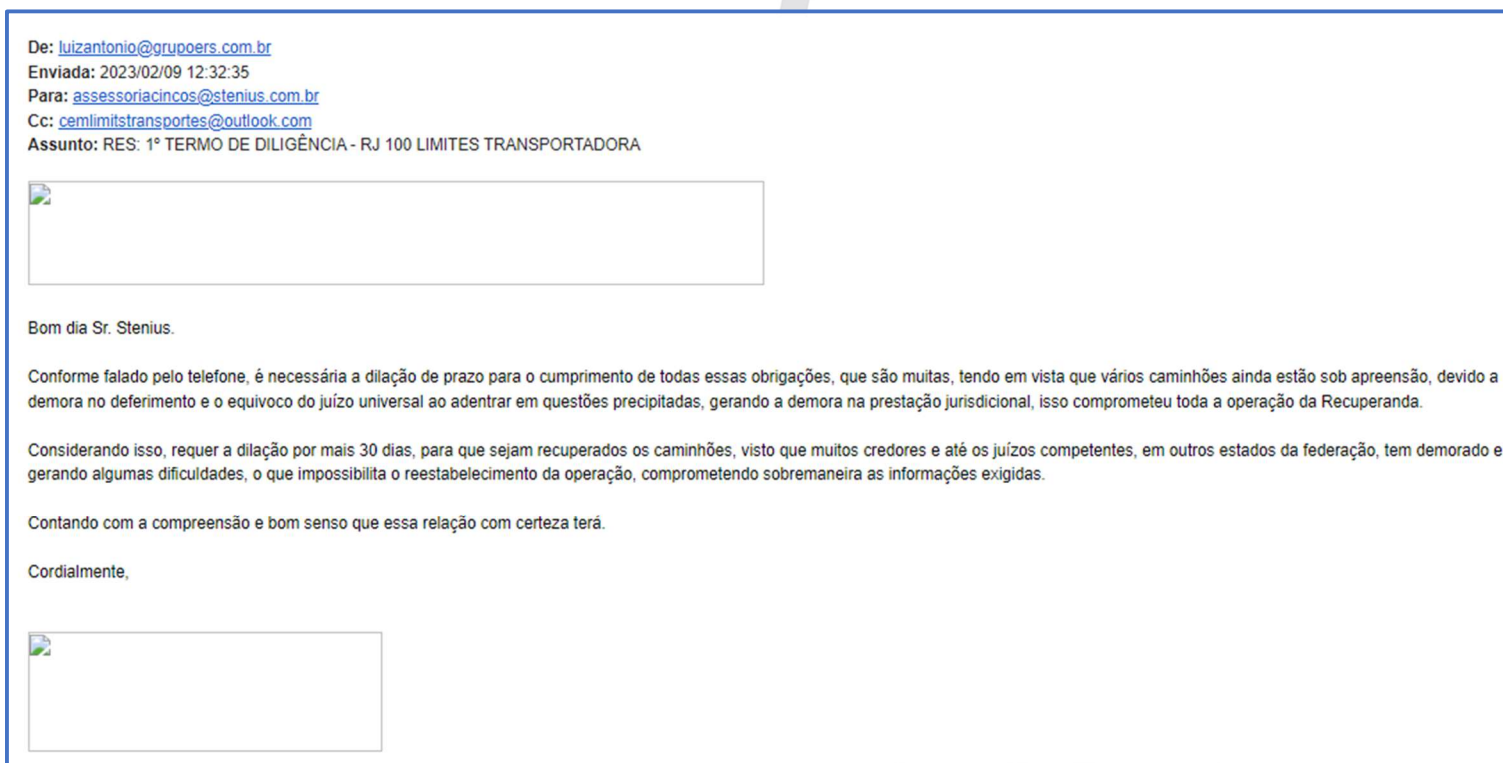 De: luizantonio@grupoers.com.br
Enviada: 2023/02/09 12:32:35
Para: assessoriacincos@stenius.com.br
Cc: cemlimitstransportes@outlook.com
Assunto: RES: 1º TERMO DE DILIGÊNCIA - RJ 100 LIMITES TRANSPORTADORA
Bom dia Sr. Stenius.
Conforme falado pelo telefone, é necessária a dilação de prazo para o cumprimento de todas essas obrigações, que são muitas, tendo em vista que vários caminhões ainda estão sob apreensão, devido a
demora no deferimento e o equivoco do juízo universal ao adentrar em questões precipitadas, gerando a demora na prestação jurisdicional, isso comprometeu toda a operação da Recuperanda.
Considerando isso, requer a dilação por mais 30 dias, para que sejam recuperados os caminhões, visto que muitos credores e até os juízos competentes, em outros estados da federação, tem demorado e
gerando algumas dificuldades, o que impossibilita o reestabelecimento da operação, comprometendo sobremaneira as informações exigidas.
Contando com a compreensão e bom senso que essa relação com certeza terá.
Cordialmente,